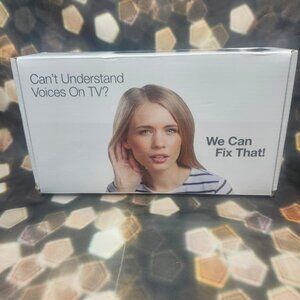 Can't Understand
Voices On TV?
We Can
Fix That!